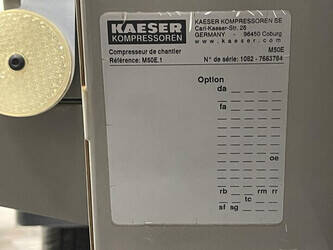 KAESER
KOMPRESSOREN
KAESER KOMPRESSOREN SE
Carl-Kaeser-Str. 26
GERMANY - 96450 Coburg
www.kaeser.com
Compresseur de chantier M50E
Référence: M50E.1 N° de série: 1082 - 7663764
Option
da
fa
oe
rb rm rr
tc
sf sg